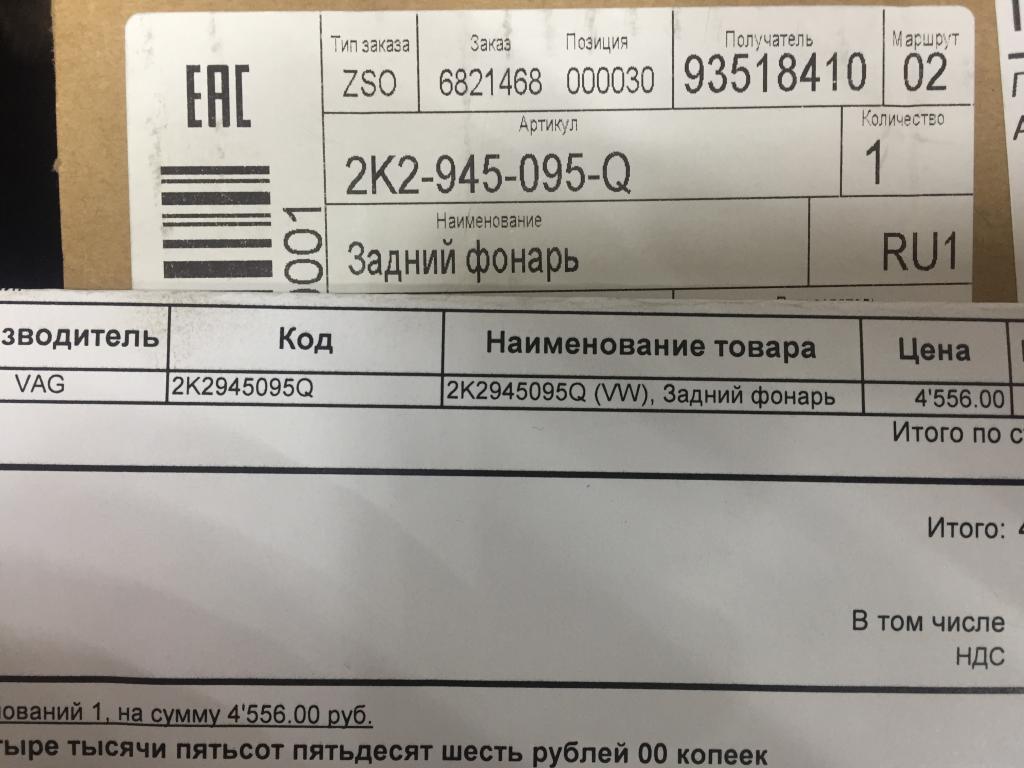 EAC
Тип заказа Заказ Позиция Получатель Маршрут
ZSO 6821468 000030 93518410 02
Артикул Количество
2K2-945-095-Q 1
Наименование
Задний фонарь RU1
0001
зводитель Код Наименование товара Цена
VAG 2K2945095Q 2K2945095Q (VW), Задний фонарь 4'556.00
Итого по с
Итого: 4
В том числе
НДС
ований 1, на сумму 4'556.00 руб.
тыре тысячи пятьсот пятьдесят шесть рублей 00 копеек